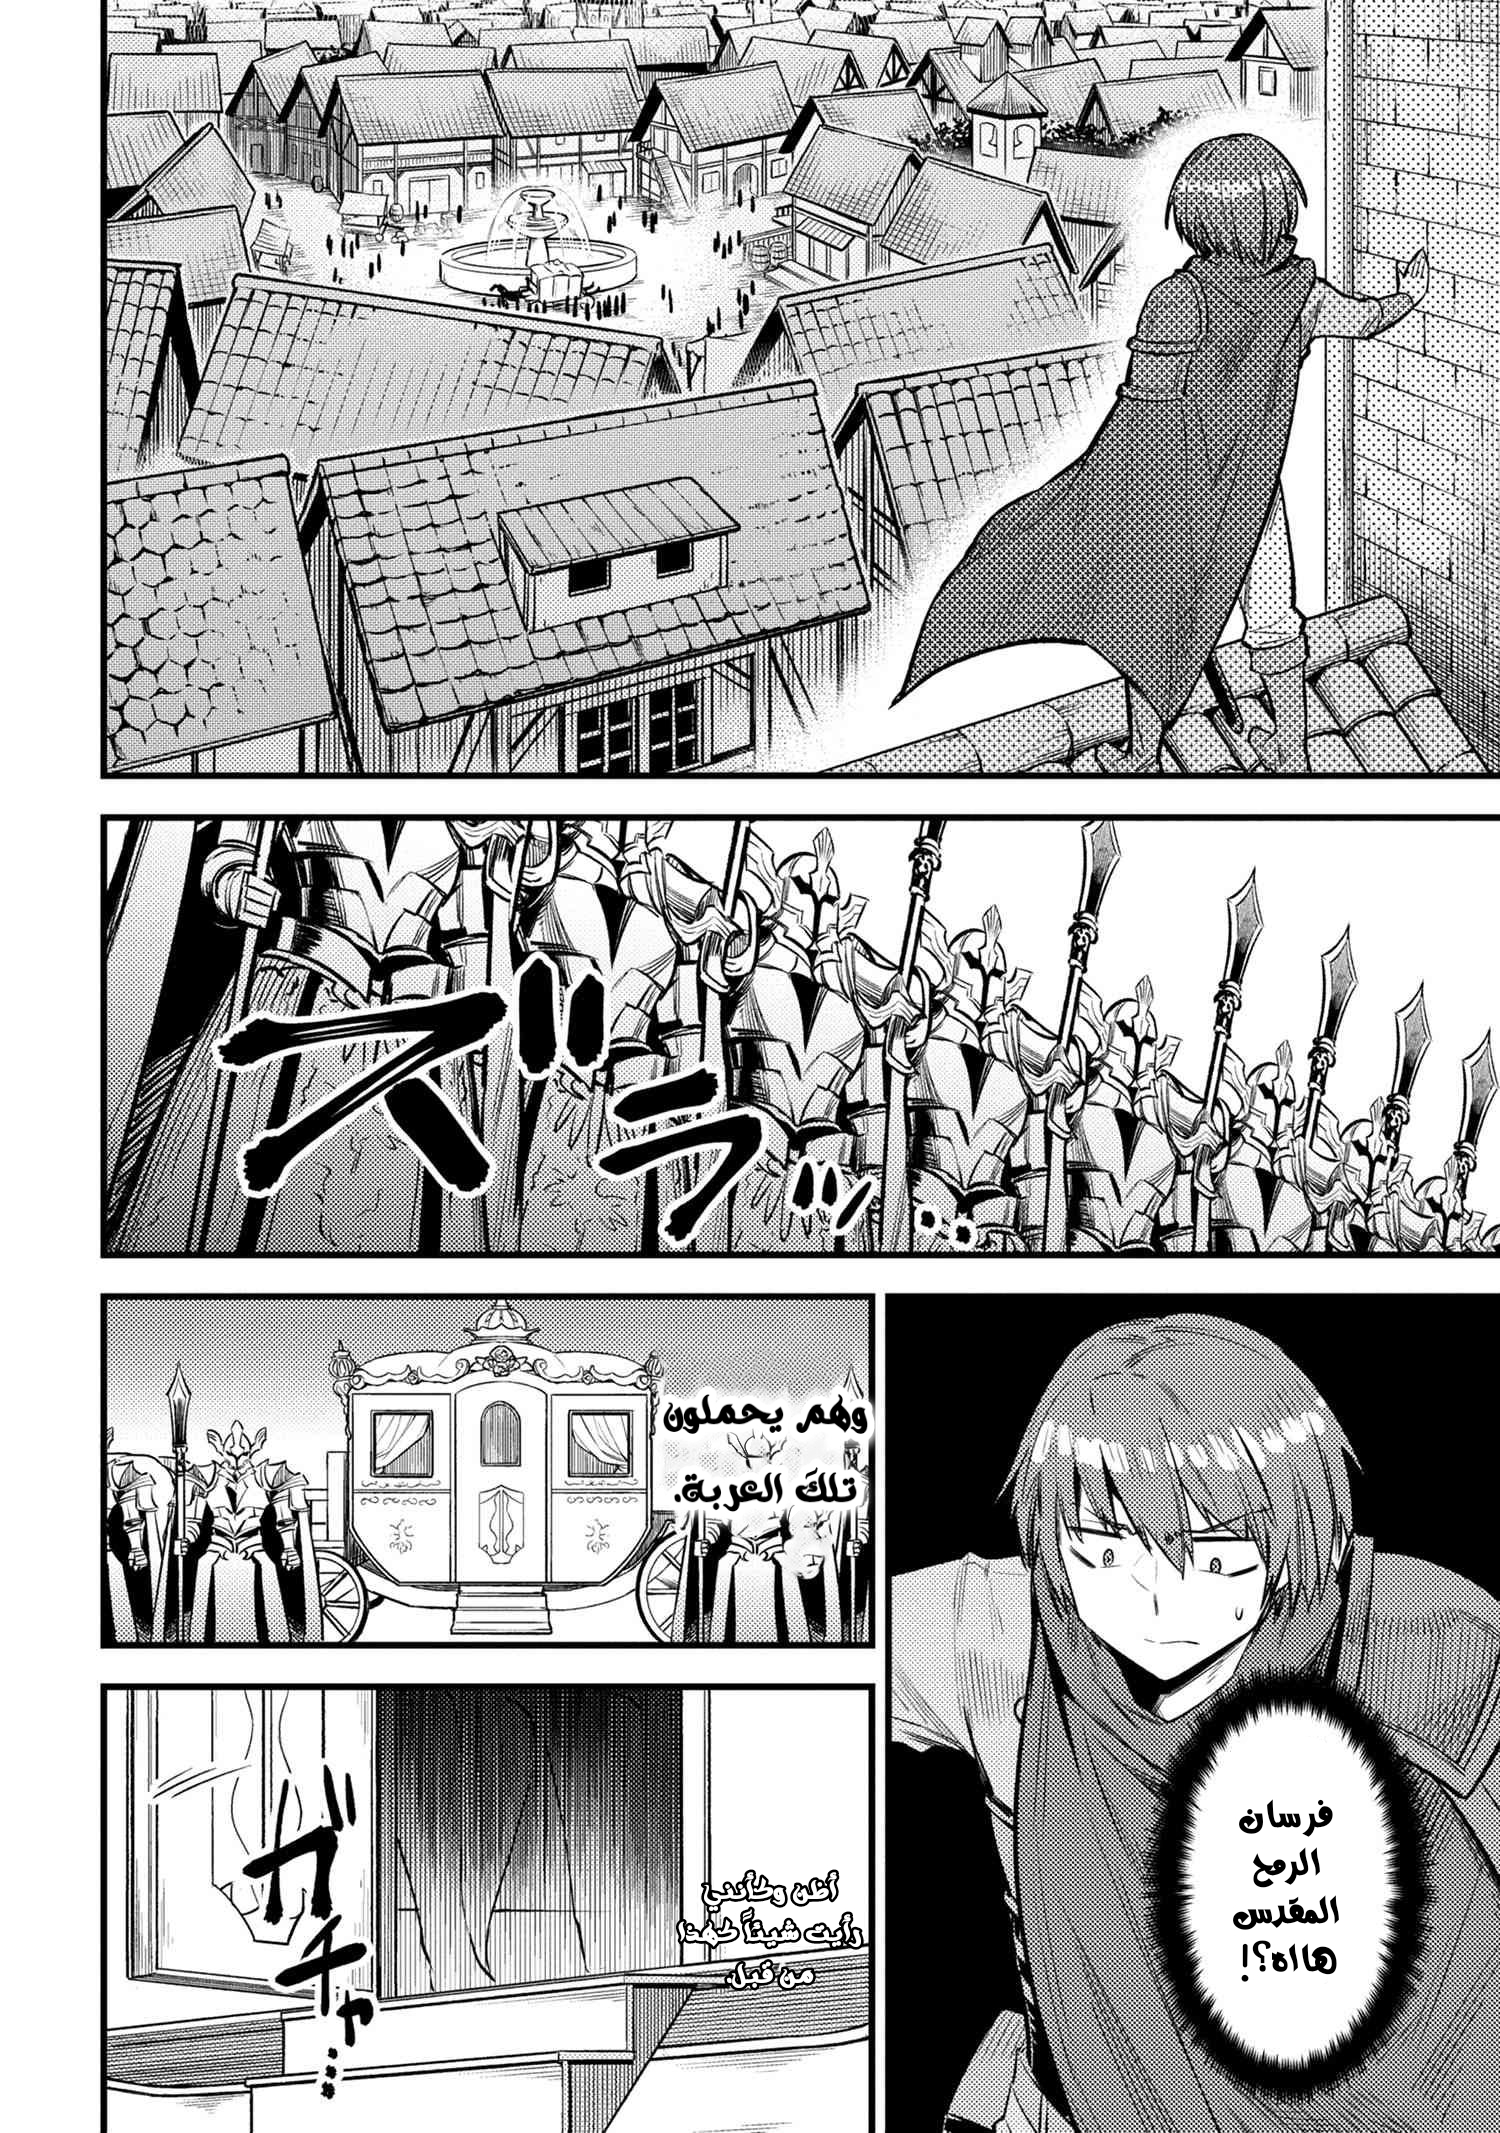 ズラッ…
فرسان
الرمح
المقدس
هااه؟!
وهم يحملون
تلكَ العربة.
ガチャ…
أظن وكأنني
رأيت شيئاً كهذا
من قبل.